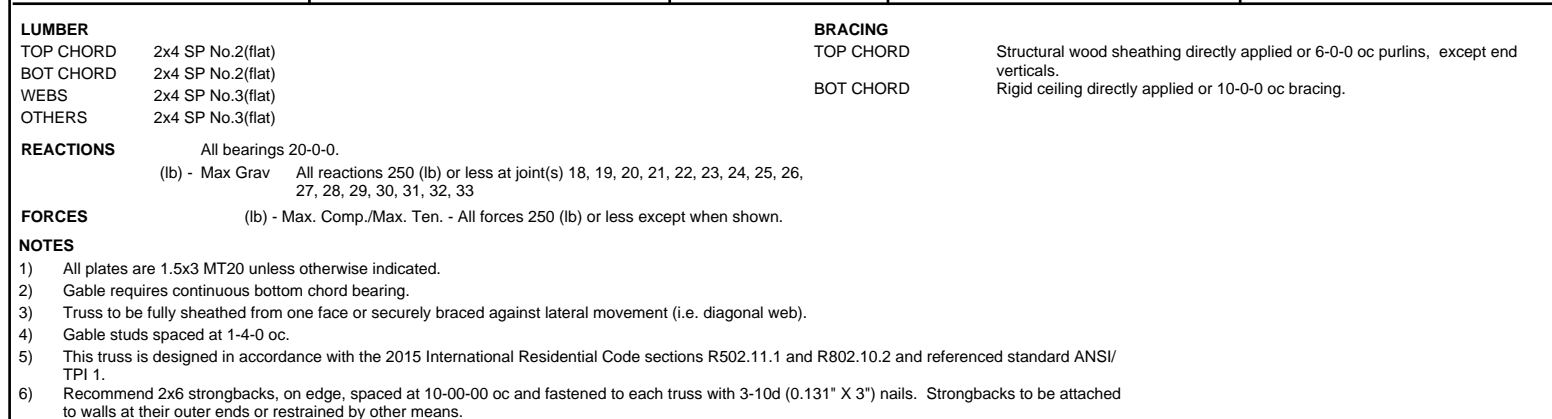 LUMBER
TOP CHORD 2x4 SP No.2(flat)
BOT CHORD 2x4 SP No.2(flat)
WEBS 2x4 SP No.3(flat)
OTHERS 2x4 SP No.3(flat)
BRACING
TOP CHORD Structural wood sheathing directly applied or 6-0-0 oc purlins, except end
verticals.
BOT CHORD Rigid ceiling directly applied or 10-0-0 oc bracing.
REACTIONS All bearings 20-0-0.
(lb) - Max Grav All reactions 250 (lb) or less at joint(s) 18, 19, 20, 21, 22, 23, 24, 25, 26,
27, 28, 29, 30, 31, 32, 33
FORCES (lb) - Max. Comp./Max. Ten. - All forces 250 (lb) or less except when shown.
NOTES
1) All plates are 1.5x3 MT20 unless otherwise indicated.
2) Gable requires continuous bottom chord bearing.
3) Truss to be fully sheathed from one face or securely braced against lateral movement (i.e. diagonal web).
4) Gable studs spaced at 1-4-0 oc.
5) This truss is designed in accordance with the 2015 International Residential Code sections R502.11.1 and R802.10.2 and referenced standard ANSI/
TPI 1.
6) Recommend 2x6 strongbacks, on edge, spaced at 10-00-00 oc and fastened to each truss with 3-10d (0.131" X 3") nails. Strongbacks to be attached
to walls at their outer ends or restrained by other means.